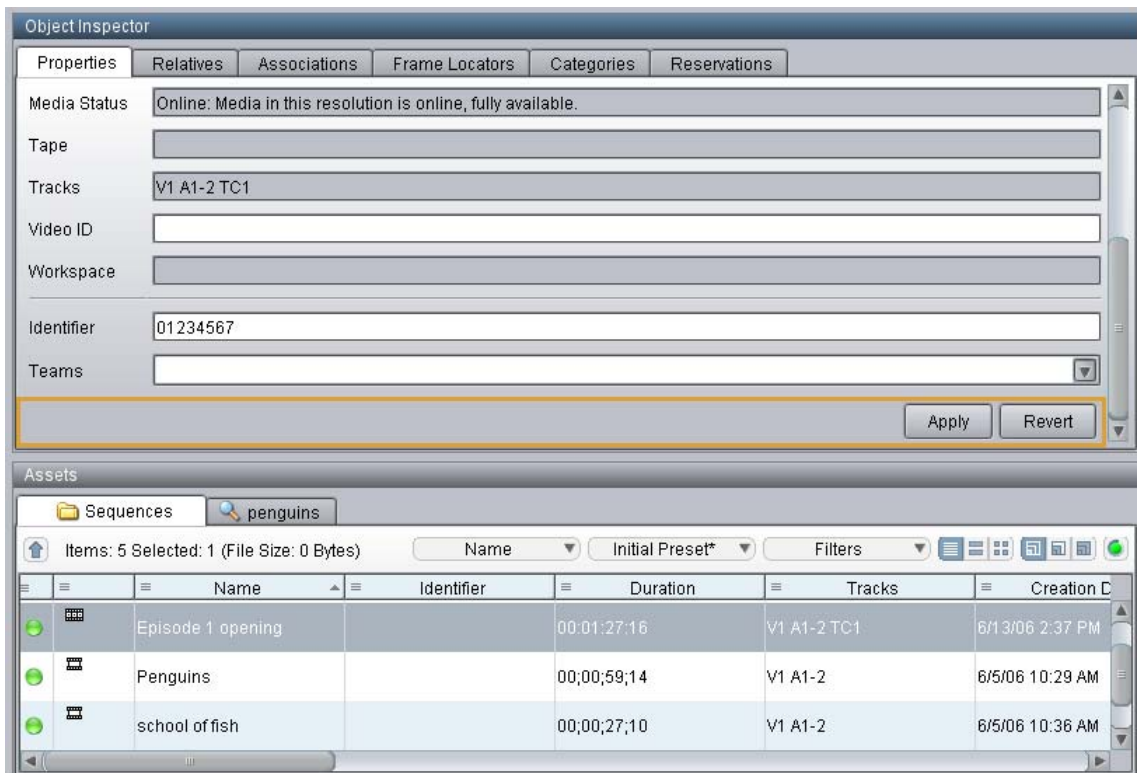 Object Inspector
Properties Relatives Associations Frame Locators Categories Reservations
Media Status Online: Media in this resolution is online, fully available.
Tape
Tracks V1 A1-2 TC1
Video ID
Workspace
Identifier 01234567
Teams
Apply Revert
Assets
Sequences penguins
Items: 5 Selected: 1 (File Size: 0 Bytes) Name Initial Preset* Filters
Name Identifier Duration Tracks Creation D
Episode 1 opening 00:01:27:16 V1 A1-2 TC1 6/13/06 2:37 PM
Penguins 00;00;59;14 V1 A1-2 6/5/06 10:29 AM
school of fish 00;00;27;10 V1 A1-2 6/5/06 10:36 AM